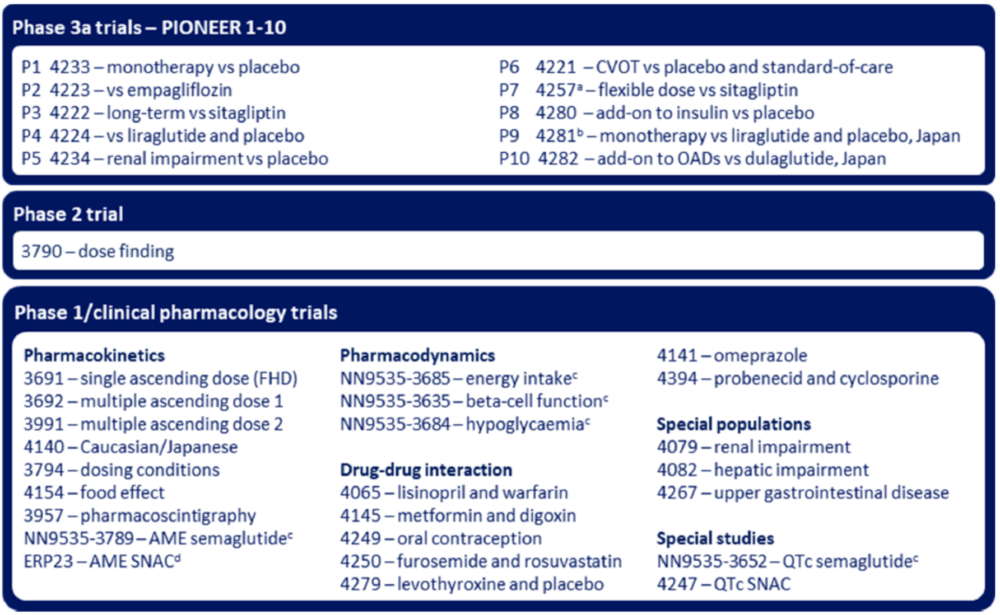 Phase 3a trials – PIONEER 1-10
P1 4233 – monotherapy vs placebo
P2 4223 – vs empagliflozin
P3 4222 – long-term vs sitagliptin
P4 4224 – vs liraglutide and placebo
P5 4234 – renal impairment vs placebo
P6 4221 – CVOT vs placebo and standard-of-care
P7 4257ᵃ – flexible dose vs sitagliptin
P8 4280 – add-on to insulin vs placebo
P9 4281ᵇ – monotherapy vs liraglutide and placebo, Japan
P10 4282 – add-on to OADs vs dulaglutide, Japan
Phase 2 trial
3790 – dose finding
Phase 1/clinical pharmacology trials
Pharmacokinetics
3691 – single ascending dose (FHD)
3692 – multiple ascending dose 1
3991 – multiple ascending dose 2
4140 – Caucasian/Japanese
3794 – dosing conditions
4154 – food effect
3957 – pharmacoscintigraphy
NN9535-3789 – AME semaglutideᶜ
ERP23 – AME SNACᵈ
Pharmacodynamics
NN9535-3685 – energy intakeᶜ
NN9535-3635 – beta-cell functionᶜ
NN9535-3684 – hypoglycaemiaᶜ
Drug-drug interaction
4065 – lisinopril and warfarin
4145 – metformin and digoxin
4249 – oral contraception
4250 – furosemide and rosuvastatin
4279 – levothyroxine and placebo
4141 – omeprazole
4394 – probenecid and cyclosporine
Special populations
4079 – renal impairment
4082 – hepatic impairment
4267 – upper gastrointestinal disease
Special studies
NN9535-3652 – QTc semaglutideᶜ
4247 – QTc SNAC